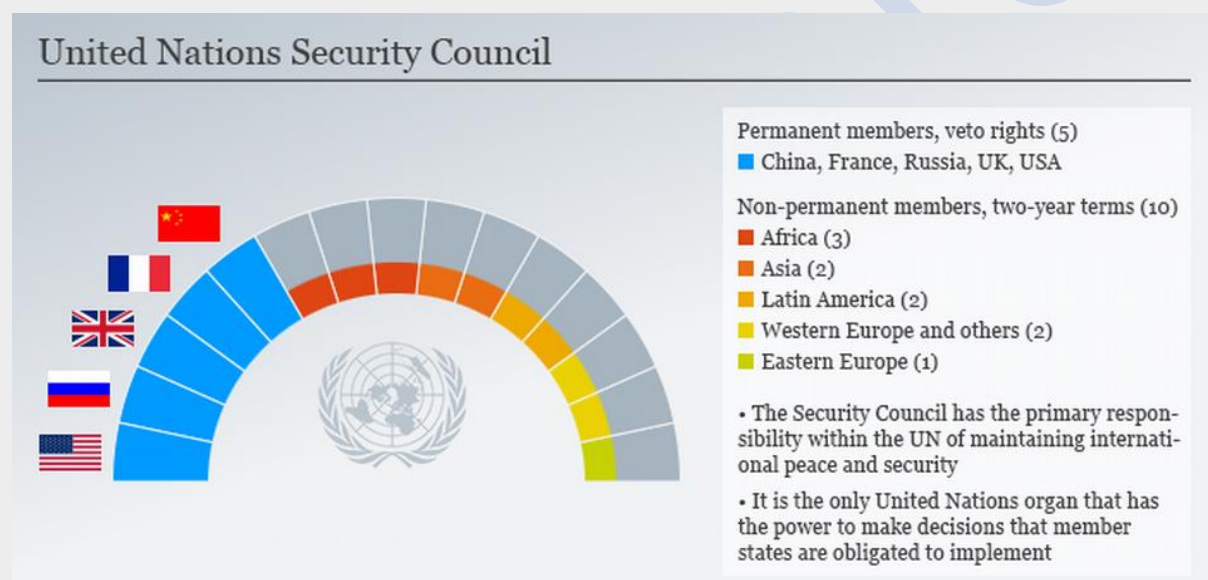 United Nations Security Council
Permanent members, veto rights (5)
China, France, Russia, UK, USA
Non-permanent members, two-year terms (10)
Africa (3)
Asia (2)
Latin America (2)
Western Europe and others (2)
Eastern Europe (1)
• The Security Council has the primary respon-
sibility within the UN of maintaining internati-
onal peace and security
• It is the only United Nations organ that has
the power to make decisions that member
states are obligated to implement